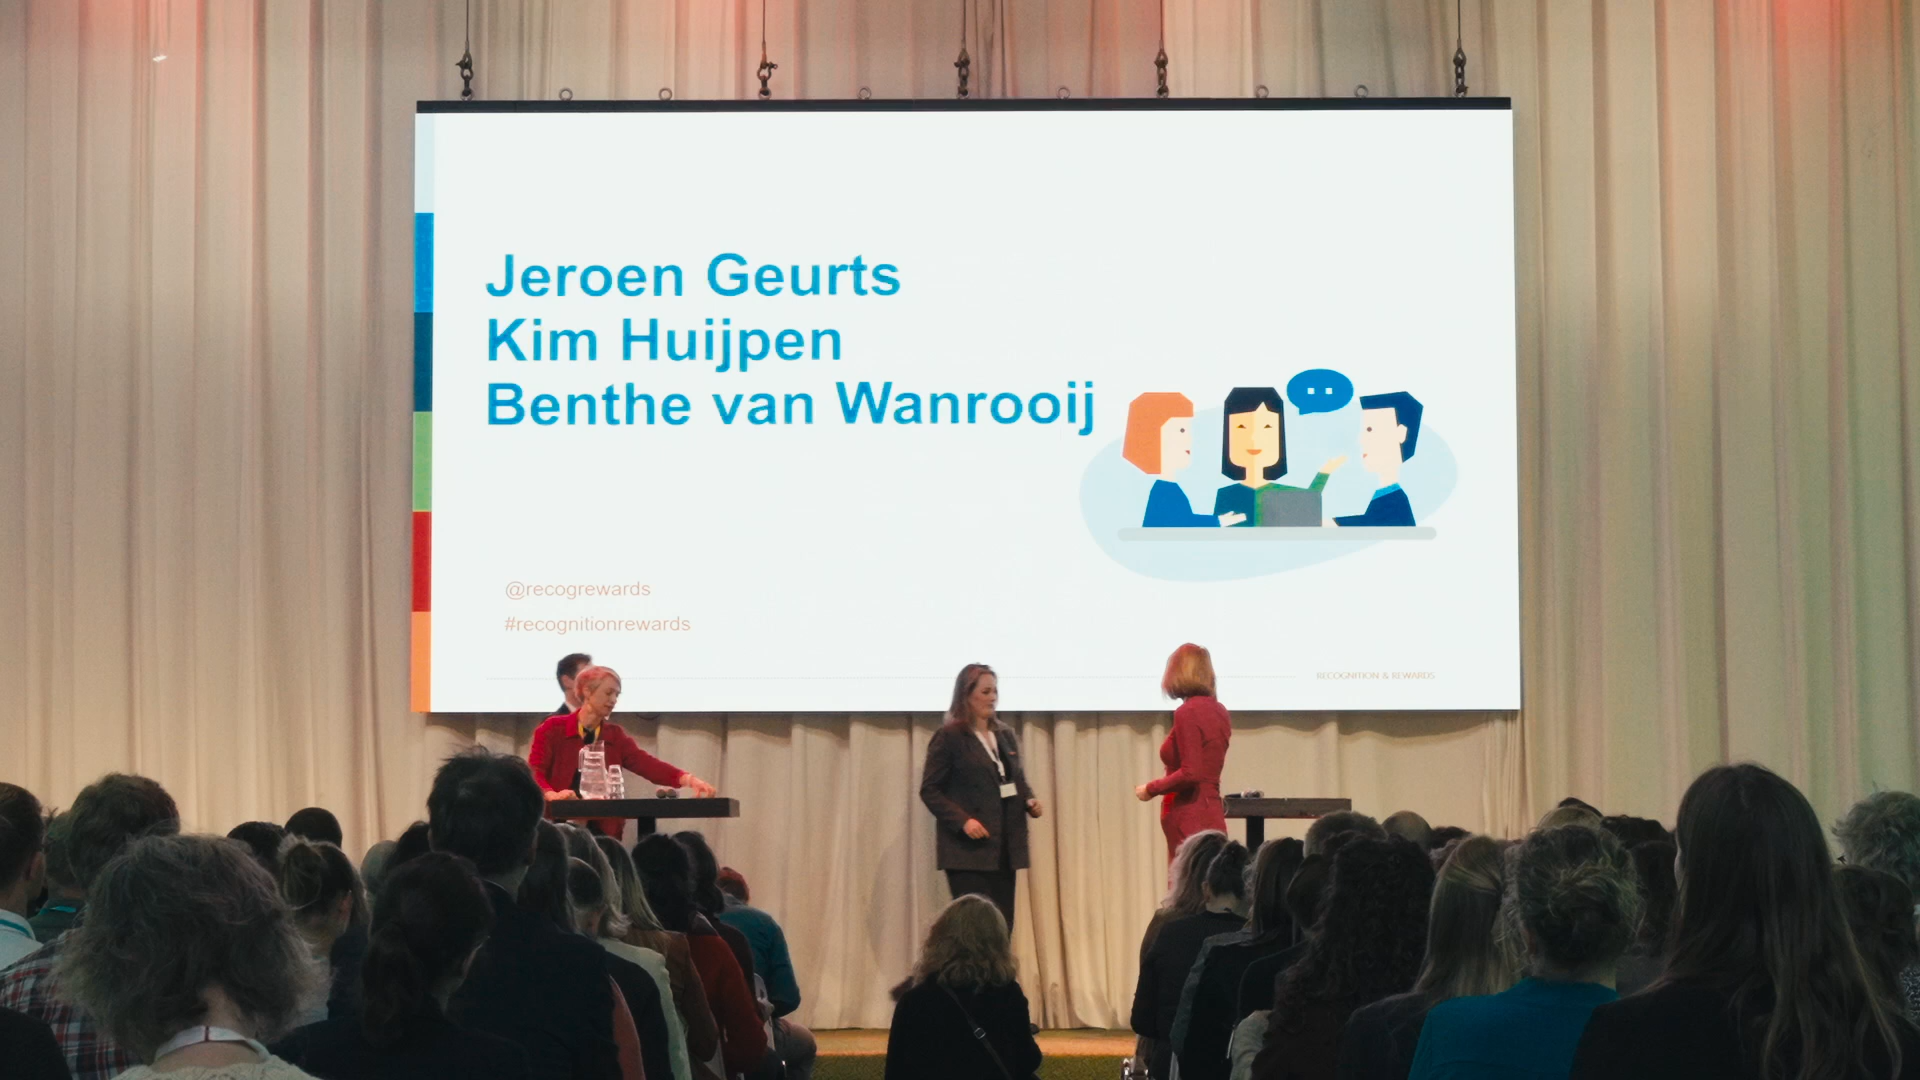 Jeroen Geurts
Kim Huijpen
Benthe van Wanrooij
@recogrewards
#recognitionrewards
RECOGNITION & REWARDS